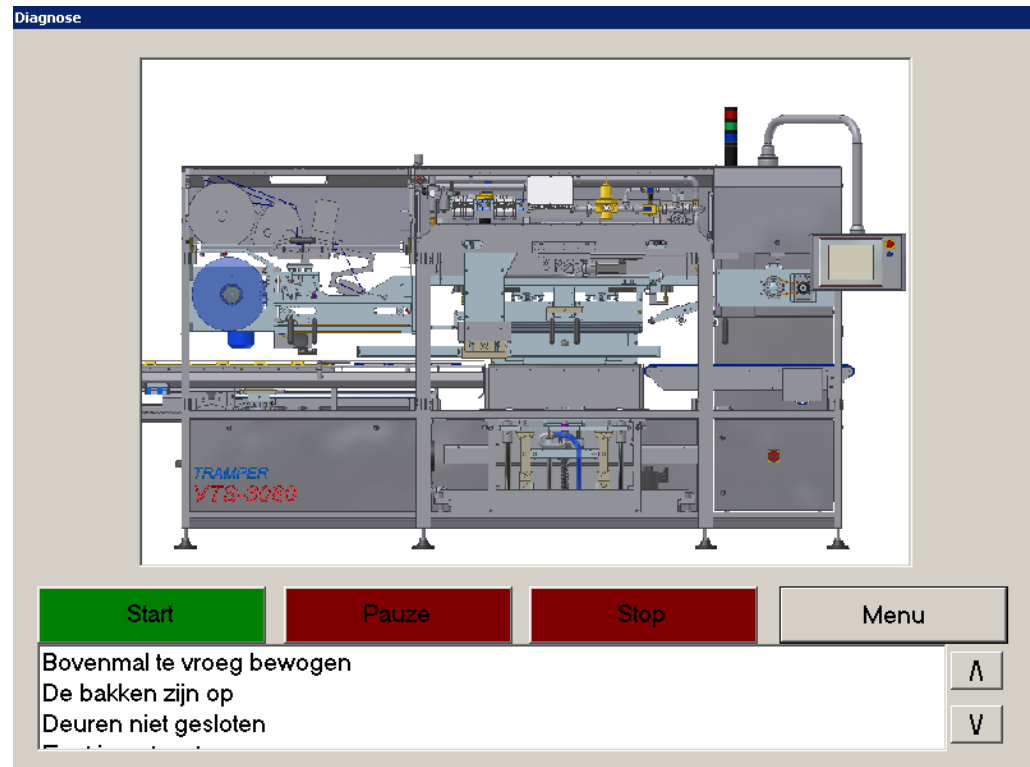 Diagnose
TRAMPER
VTS-3080
Start
Pauze
Stop
Menu
Bovenmal te vroeg bewogen
De bakken zijn op
Deuren niet gesloten